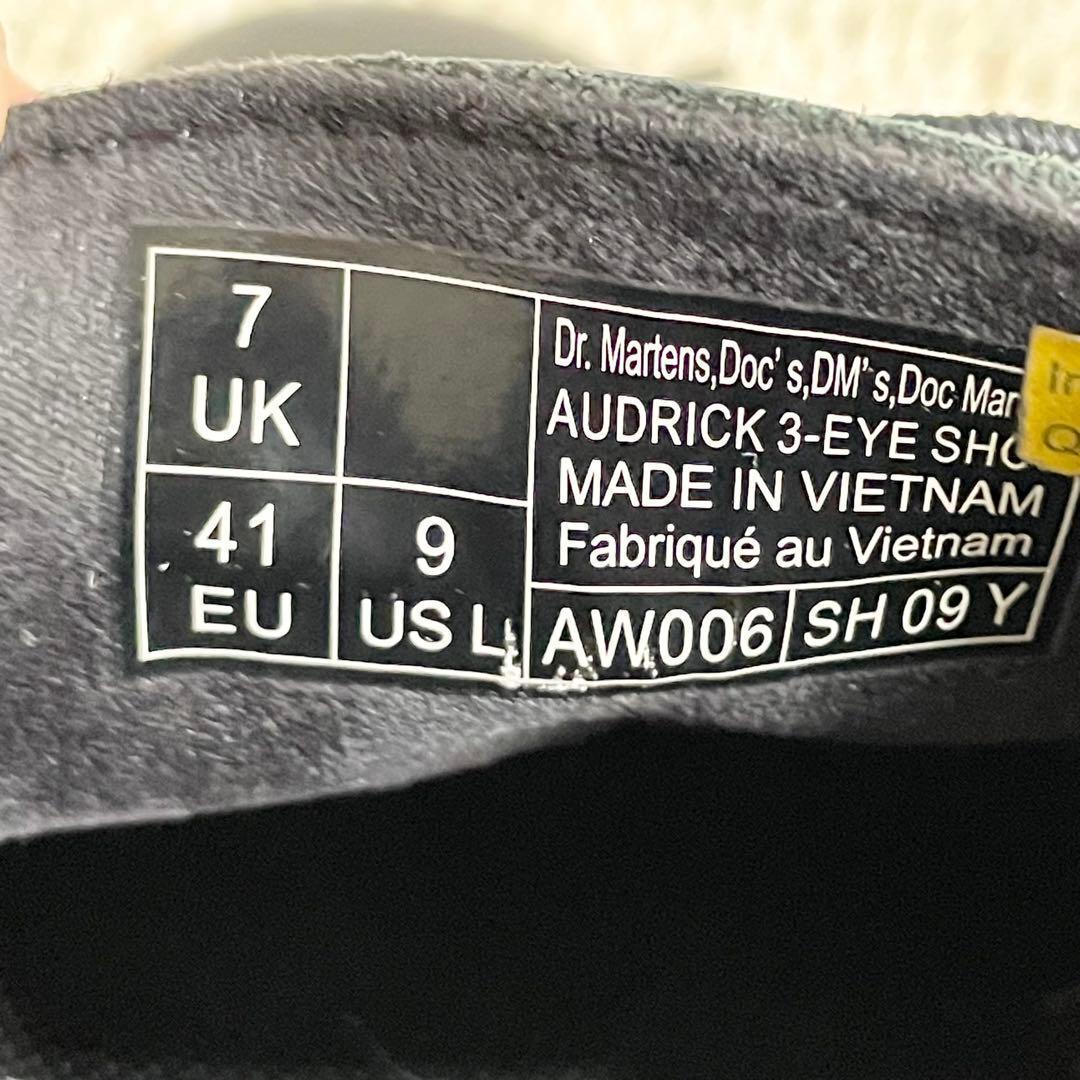 7
UK
41
EU
9
US L
Dr. Martens,Doc's,DM's,Doc Mar
AUDRICK 3-EYE SHO
MADE IN VIETNAM
Fabriqué au Vietnam
AW006
SH 09 Y